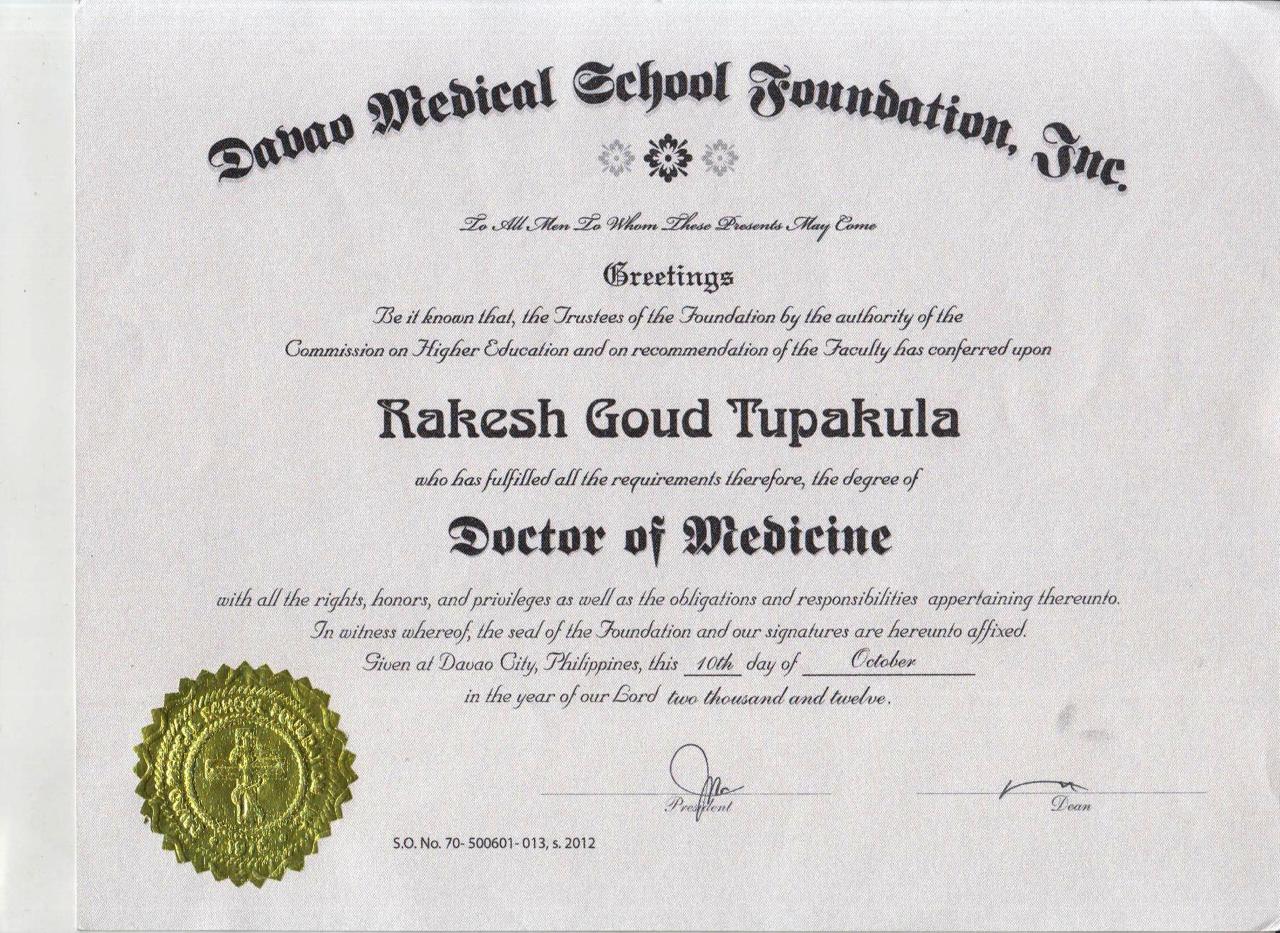 Davao Medical School Foundation, Inc.
To All Men To Whom These Presents May Come
Greetings
Be it known that, the Trustees of the Foundation by the authority of the
Commission on Higher Education and on recommendation of the Faculty has conferred upon
Rakesh Goud Tupakula
who has fulfilled all the requirements therefore, the degree of
Doctor of Medicine
with all the rights, honors, and privileges as well as the obligations and responsibilities appertaining thereunto.
In witness whereof, the seal of the Foundation and our signatures are hereunto affixed.
Given at Davao City, Philippines, this 10th day of October
in the year of our Lord two thousand and twelve.
President
Dean
S.O. No. 70- 500601- 013, s. 2012